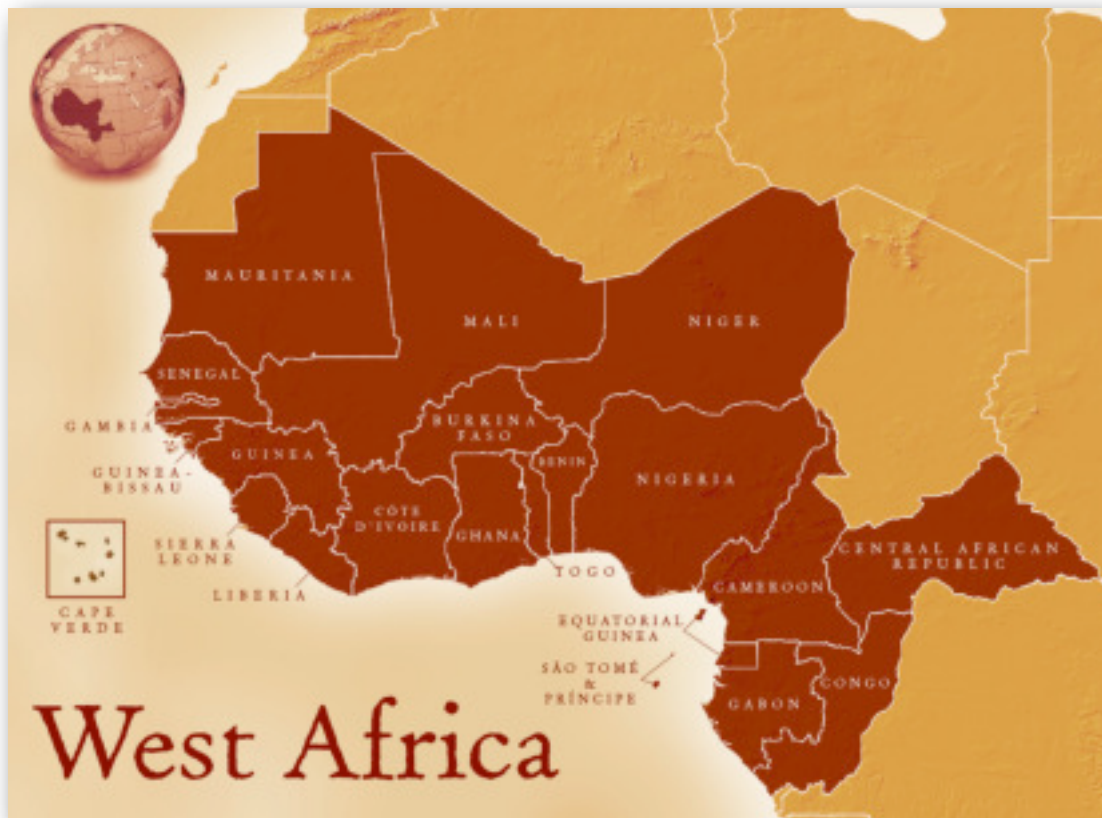 MAURITANIA
MALI
NIGER
SENEGAL
GAMBIA
BURKINA
FASO
GUINEA
BENIN
GUINEA-
BISSAU
NIGERIA
CÔTE
D'IVOIRE
GHANA
SIERRA
LEONE
CENTRAL AFRICAN
REPUBLIC
TOGO
CAMEROON
LIBERIA
CAPE
VERDE
EQUATORIAL
GUINEA
SÃO TOMÉ
&
PRÍNCIPE
CONGO
GABON
West Africa